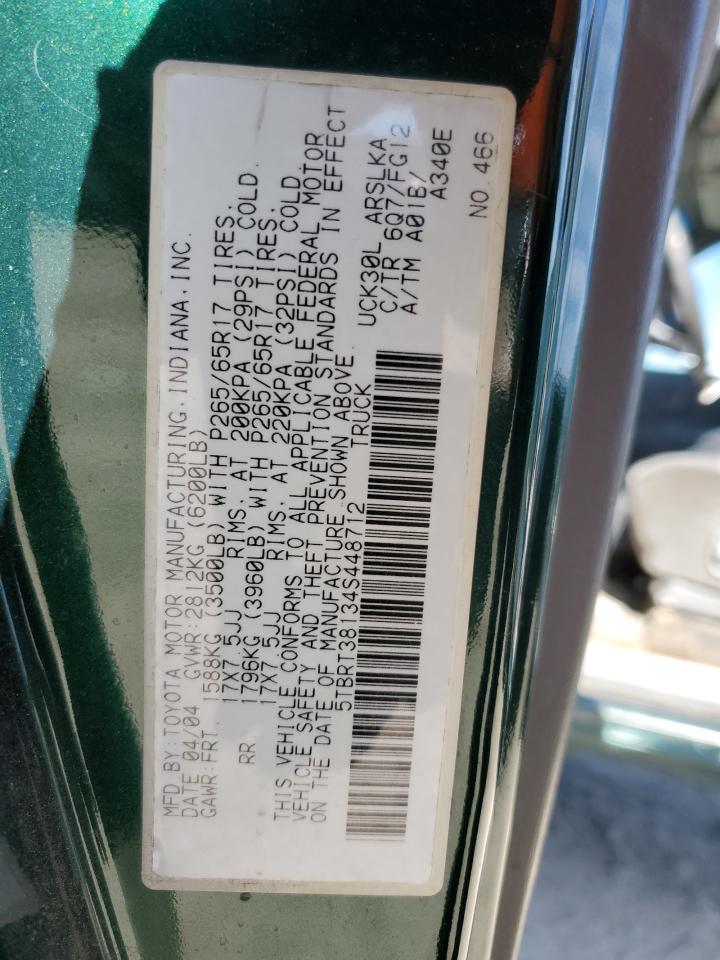 MFD BY: TOYOTA MOTOR MANUFACTURING, INDIANA, INC.
DATE 04/04 GVWR: 2812KG (6200LB)
GAWR: FRT. 1588KG (3500LB) WITH P265/65R17 TIRES.
17X7.5JJ RIMS. AT 200KPA (29PSI) COLD.
RR 1796KG (3960LB) WITH P265/65R17 TIRES.
17X7.5JJ RIMS. AT 220KPA (32PSI) COLD.
THIS VEHICLE CONFORMS TO ALL APPLICABLE FEDERAL MOTOR
VEHICLE SAFETY AND THEFT PREVENTION STANDARDS IN EFFECT
ON THE DATE OF MANUFACTURE SHOWN ABOVE.
5TBRT38134S448712 TRUCK
UCK30L ARSLKA
C/TR 6Q7/FG12
A/TM A01B/
A340E
NO. 466